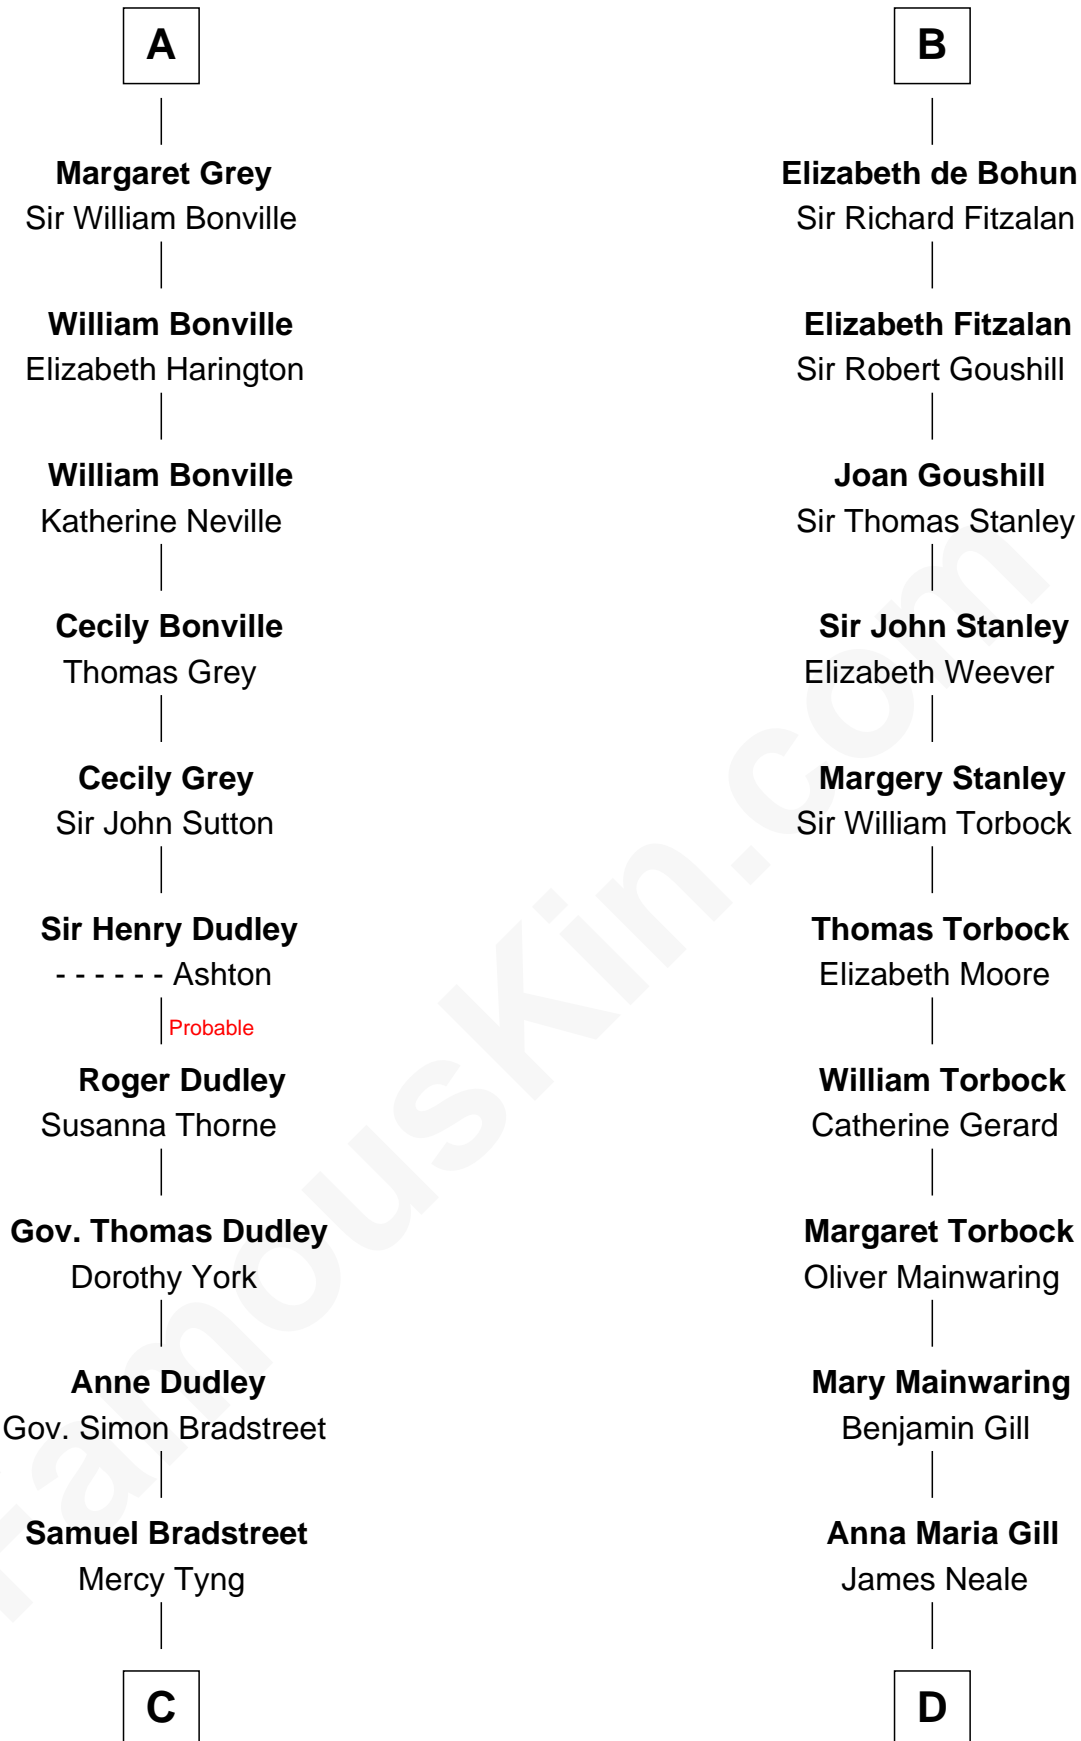 A
Margaret Grey
Sir William Bonville
William Bonville
Elizabeth Harington
William Bonville
Katherine Neville
Cecily Bonville
Thomas Grey
Cecily Grey
Sir John Sutton
Sir Henry Dudley
- - - - - - Ashton
Probable
Roger Dudley
Susanna Thorne
Gov. Thomas Dudley
Dorothy York
Anne Dudley
Gov. Simon Bradstreet
Samuel Bradstreet
Mercy Tyng
C
B
Elizabeth de Bohun
Sir Richard Fitzalan
Elizabeth Fitzalan
Sir Robert Goushill
Joan Goushill
Sir Thomas Stanley
Sir John Stanley
Elizabeth Weever
Margery Stanley
Sir William Torbock
Thomas Torbock
Elizabeth Moore
William Torbock
Catherine Gerard
Margaret Torbock
Oliver Mainwaring
Mary Mainwaring
Benjamin Gill
Anna Maria Gill
James Neale
D
FamousKin.com